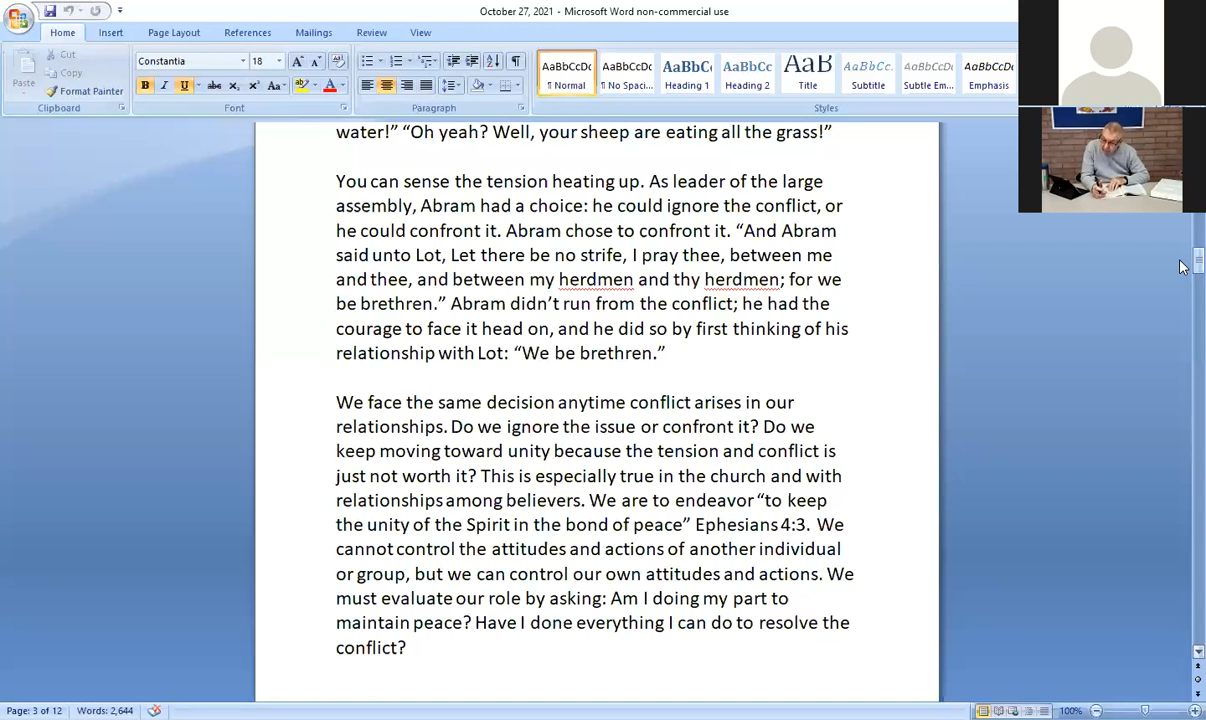 October 27, 2021 - Microsoft Word non-commercial use
Home Insert Page Layout References Mailings Review View
Paste
Cut
Copy
Format Painter
Clipboard
Constantia 18
Font
Paragraph
AaBbCcDc AaBbCcDc AaBbC AaBbCc AaB AaBbCc. AaBbCcDc AaBbCcDc
¶ Normal ¶ No Spaci... Heading 1 Heading 2 Title Subtitle Subtle Em... Emphasis
Styles
water!” “Oh yeah? Well, your sheep are eating all the grass!”
You can sense the tension heating up. As leader of the large
assembly, Abram had a choice: he could ignore the conflict, or
he could confront it. Abram chose to confront it. “And Abram
said unto Lot, Let there be no strife, I pray thee, between me
and thee, and between my herdmen and thy herdmen; for we
be brethren.” Abram didn’t run from the conflict; he had the
courage to face it head on, and he did so by first thinking of his
relationship with Lot: “We be brethren.”
We face the same decision anytime conflict arises in our
relationships. Do we ignore the issue or confront it? Do we
keep moving toward unity because the tension and conflict is
just not worth it? This is especially true in the church and with
relationships among believers. We are to endeavor “to keep
the unity of the Spirit in the bond of peace” Ephesians 4:3. We
cannot control the attitudes and actions of another individual
or group, but we can control our own attitudes and actions. We
must evaluate our role by asking: Am I doing my part to
maintain peace? Have I done everything I can do to resolve the
conflict?
Page: 3 of 12 Words: 2,644 100%